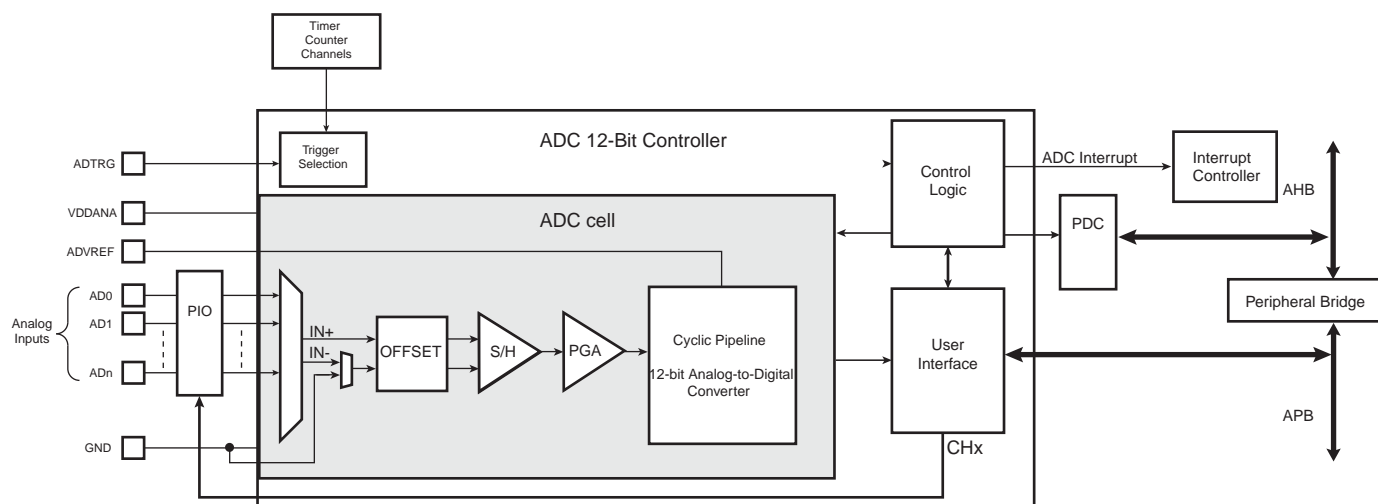 Timer
Counter
Channels
ADC 12-Bit Controller
ADTRG
Trigger
Selection
Control
Logic
ADC Interrupt
Interrupt
Controller
AHB
VDDANA
ADC cell
PDC
ADVREF
Analog
Inputs
AD0
AD1
ADn
PIO
IN+
IN-
OFFSET
S/H
PGA
Cyclic Pipeline
12-bit Analog-to-Digital
Converter
User
Interface
Peripheral Bridge
APB
GND
CHx